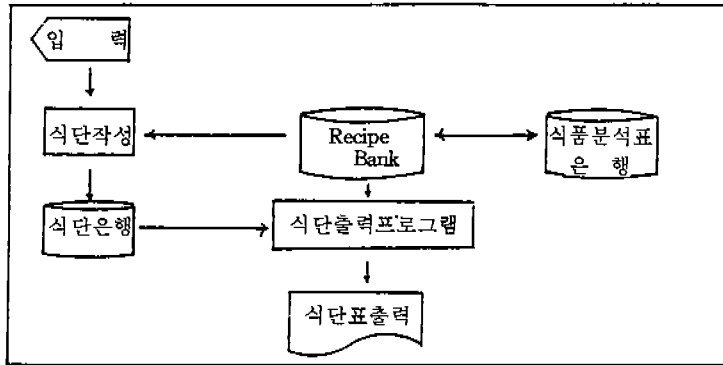 입 력
식단작성
Recipe
Bank
식품분석표
은 행
식단은행
식단출력프로그램
식단표출력